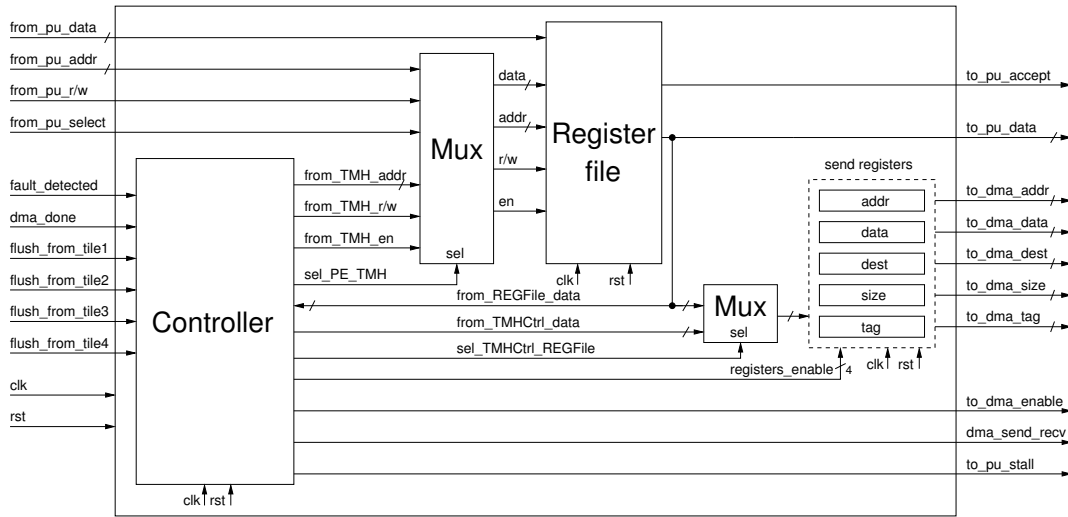 from_pu_data
from_pu_addr
from_pu_r/w
from_pu_select
fault_detected
dma_done
flush_from_tile1
flush_from_tile2
flush_from_tile3
flush_from_tile4
clk
rst
Controller
clk
rst
from_TMH_addr
from_TMH_r/w
from_TMH_en
sel_PE_TMH
from_REGFile_data
from_TMHCtrl_data
sel_TMHCtrl_REGFile
registers_enable
4
Mux
sel
data
addr
r/w
en
Register
file
clk
rst
Mux
sel
send registers
addr
data
dest
size
tag
clk
rst
to_pu_accept
to_pu_data
to_dma_addr
to_dma_data
to_dma_dest
to_dma_size
to_dma_tag
to_dma_enable
dma_send_recv
to_pu_stall